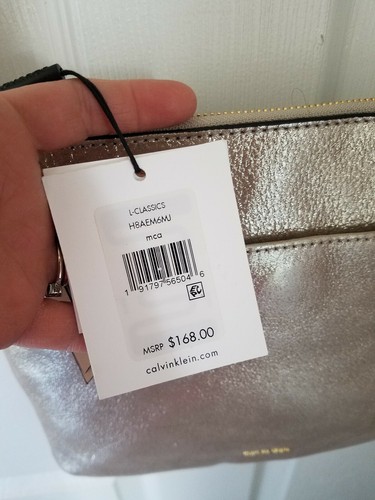 L-CLASSICS
H8AEM6MJ
mca
1 91797 56504 6
MSRP $168.00
calvinklein.com